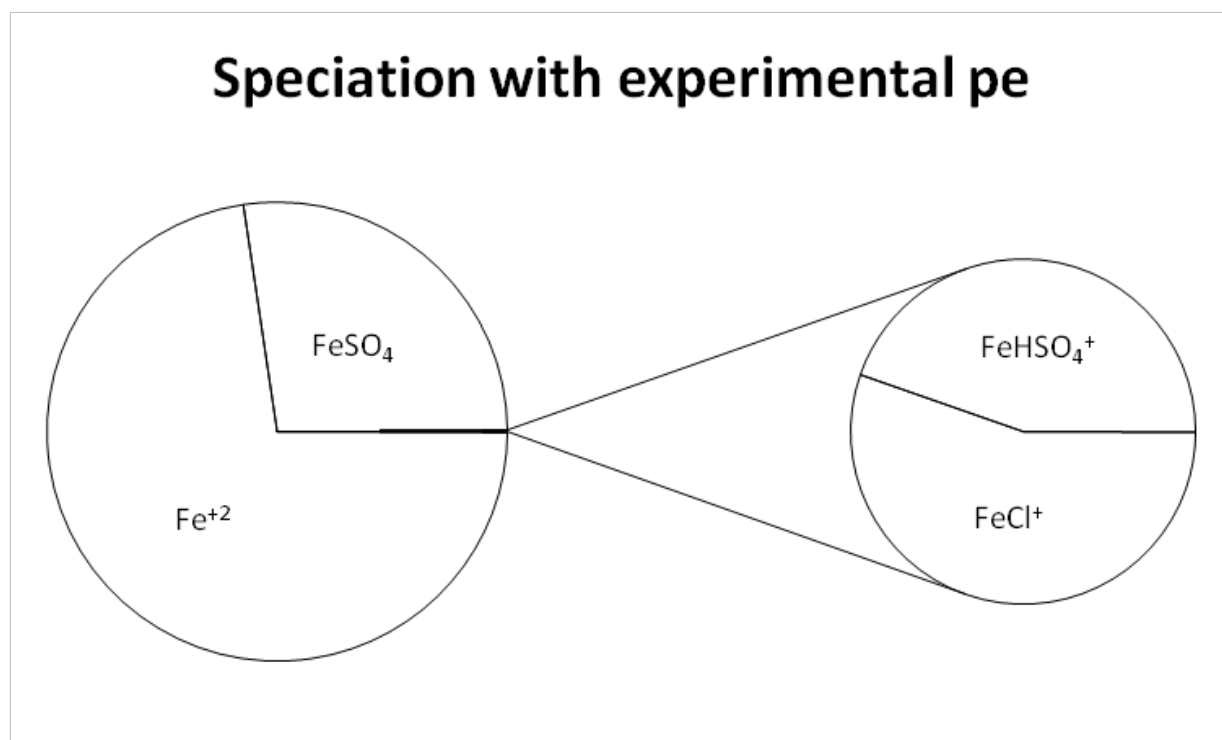 Speciation with experimental pe
FeSO₄
FeHSO₄⁺
Fe⁺²
FeCl⁺